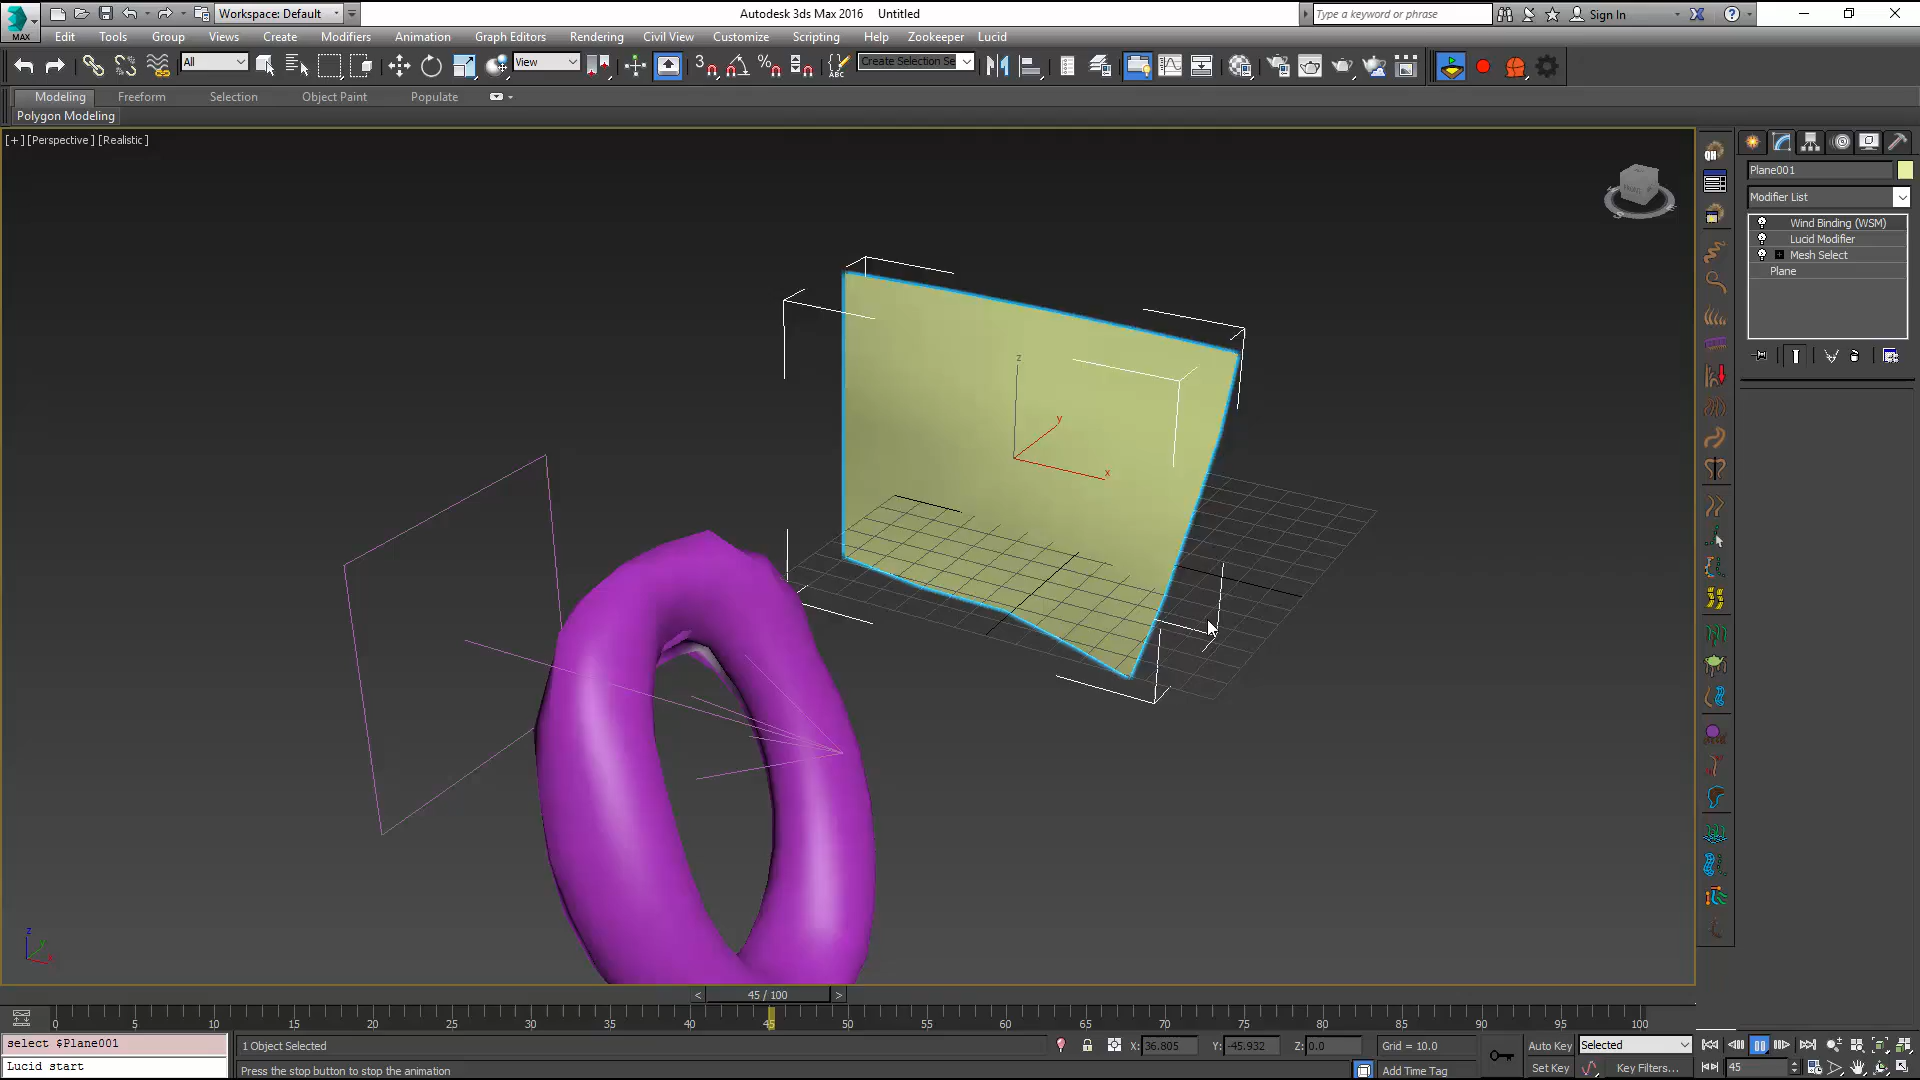 Workspace: Default
Autodesk 3ds Max 2016 Untitled
Type a keyword or phrase
Sign In
MAX
Edit Tools Group Views Create Modifiers Animation Graph Editors Rendering Civil View Customize Scripting Help Zookeeper Lucid
All
View
3
%
ABC
Create Selection Se
Modeling Freeform Selection Object Paint Populate
Polygon Modeling
[+] [Perspective ] [Realistic ]
Plane001
Modifier List
Wind Binding (WSM)
Lucid Modifier
Mesh Select
Plane
QH
z
y
x
z
y
x
< 45 / 100 >
0 5 10 15 20 25 30 35 40 45 50 55 60 65 70 75 80 85 90 95 100
select $Plane001
Lucid start
1 Object Selected
Press the stop button to stop the animation
X: 36.805 Y: -45.932 Z: 0.0 Grid = 10.0
Add Time Tag
Auto Key Selected
Set Key Key Filters...
45